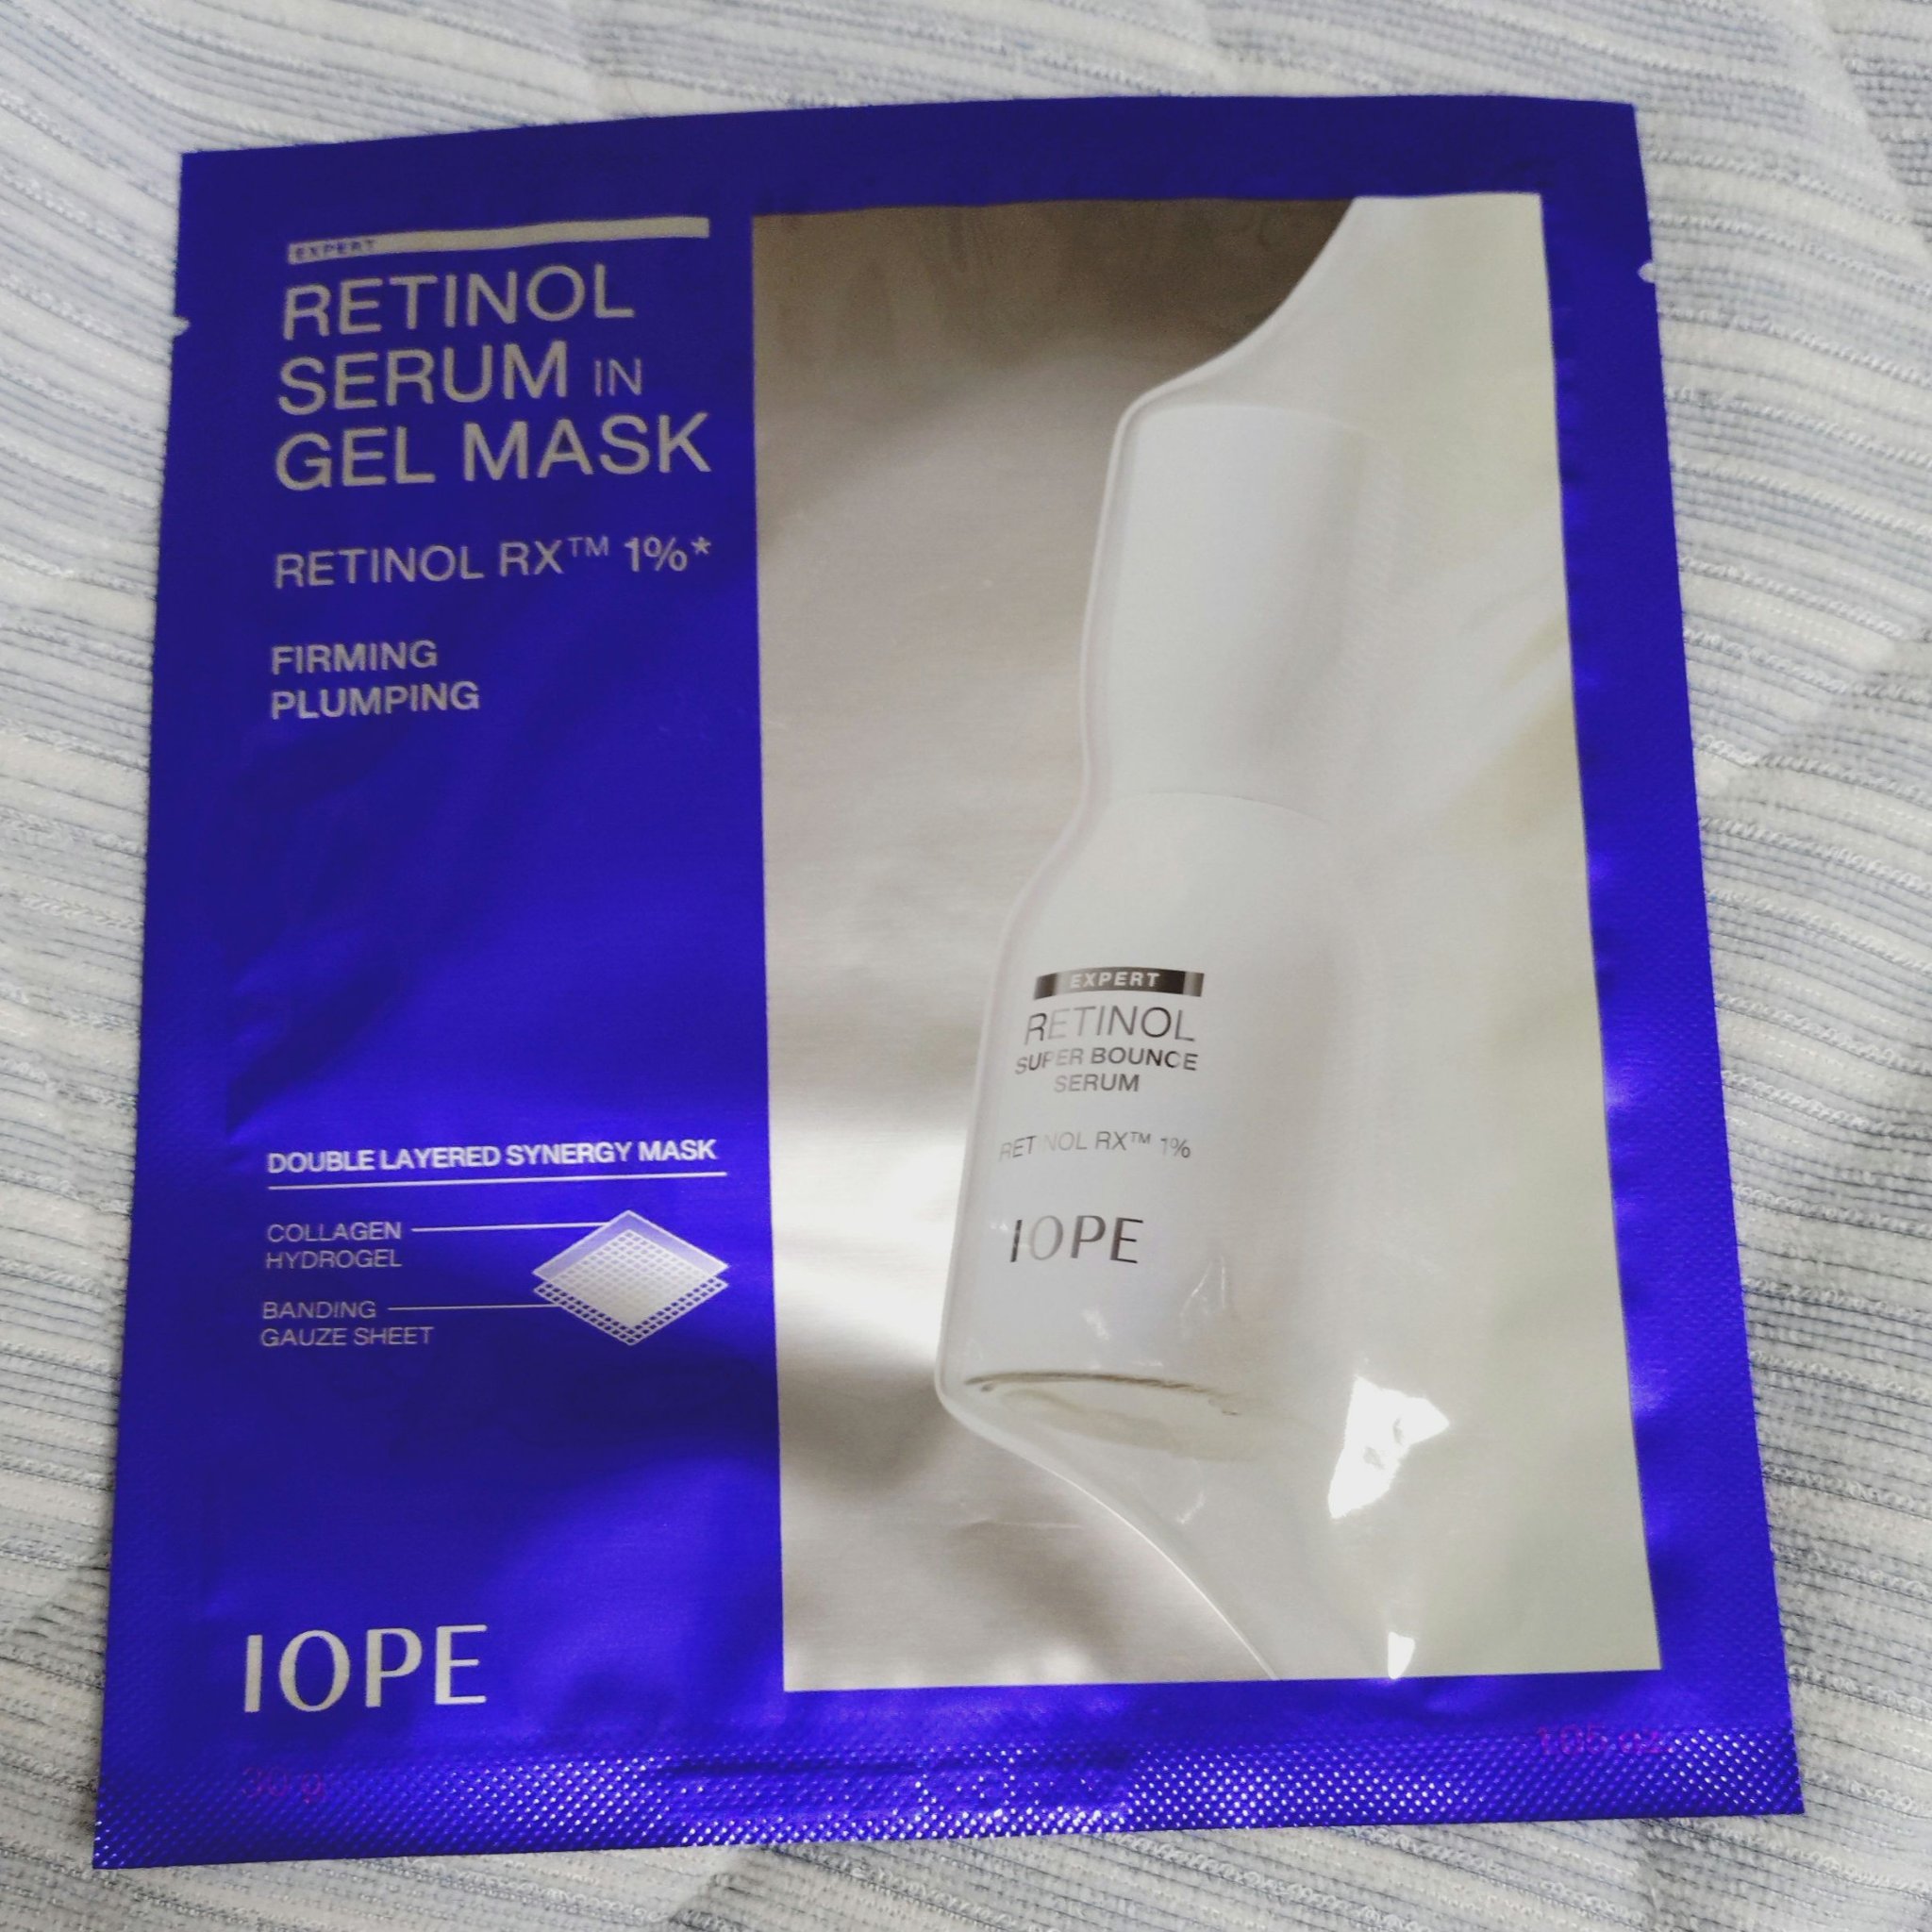 EXPERT
RETINOL
SERUM IN
GEL MASK
RETINOL RX™ 1%*
FIRMING
PLUMPING
DOUBLE LAYERED SYNERGY MASK
COLLAGEN
HYDROGEL
BANDING
GAUZE SHEET
IOPE
30 g
EXPERT
RETINOL
SUPER BOUNCE
SERUM
RETINOL RX™ 1%
IOPE
1.05 oz.